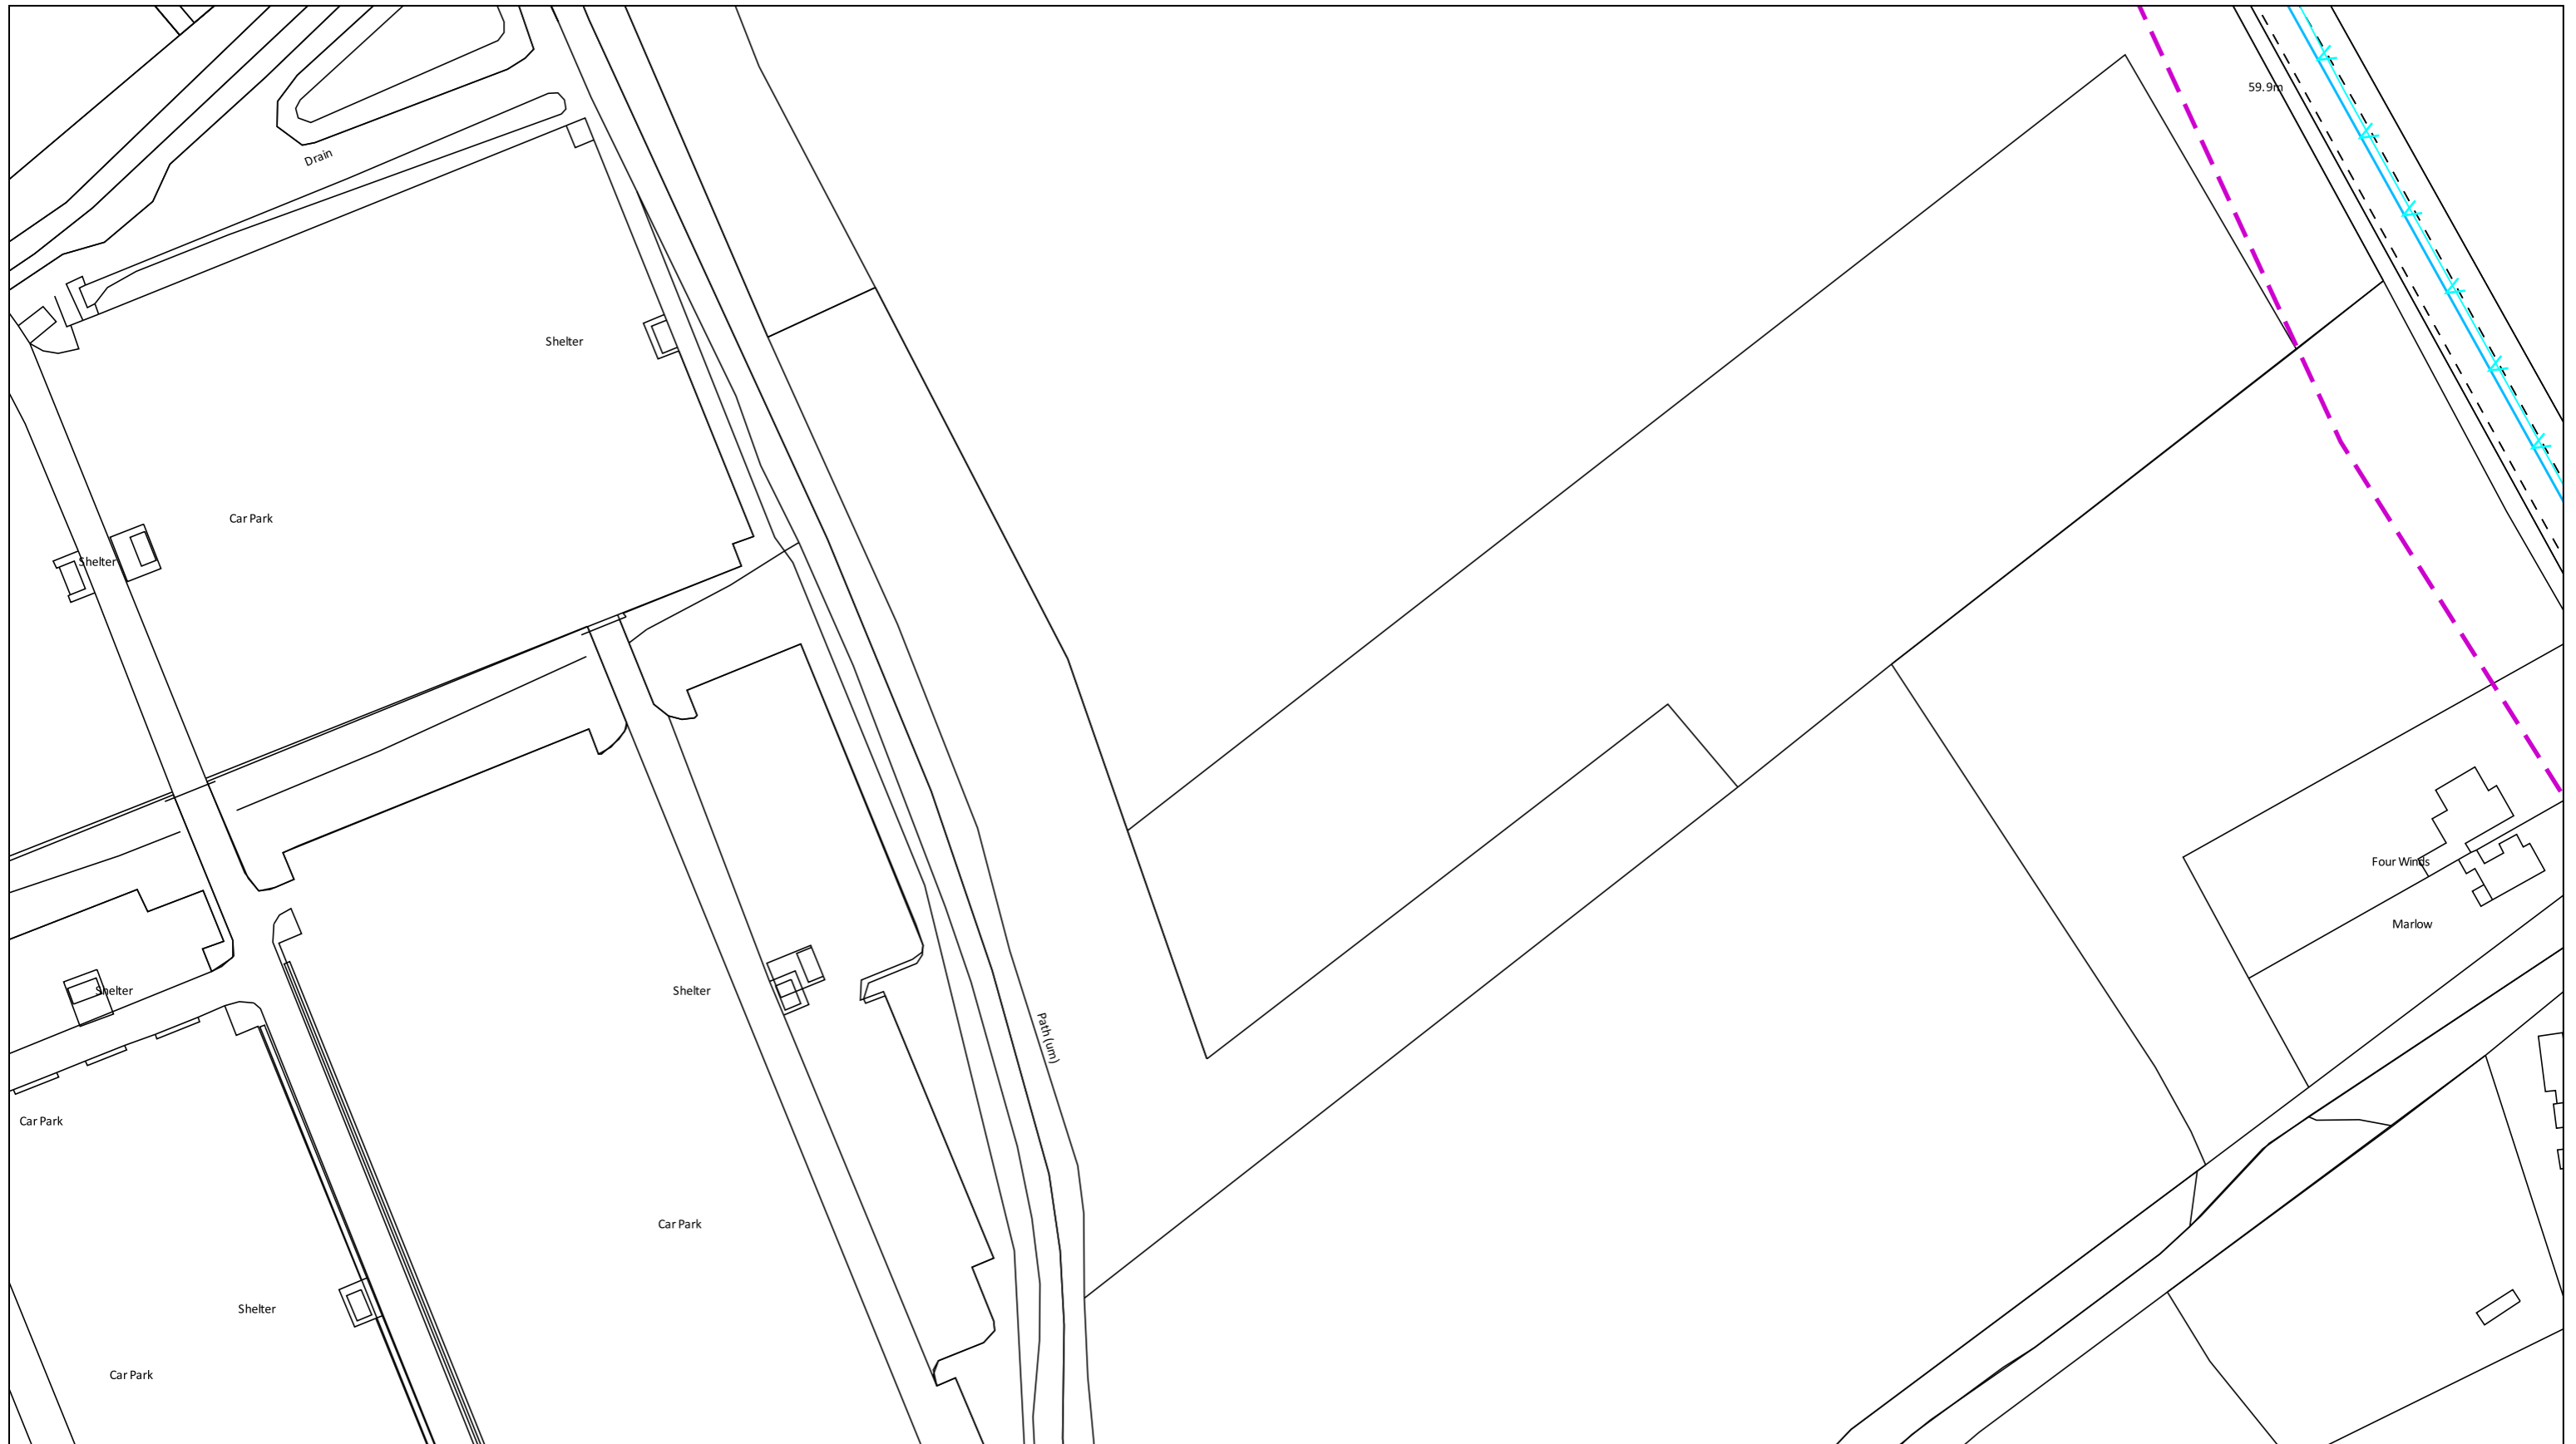 59.9m
Drain
Shelter
Car Park
Shelter
Four Winds
Marlow
Shelter
Shelter
Path (um)
Car Park
Car Park
Shelter
Car Park